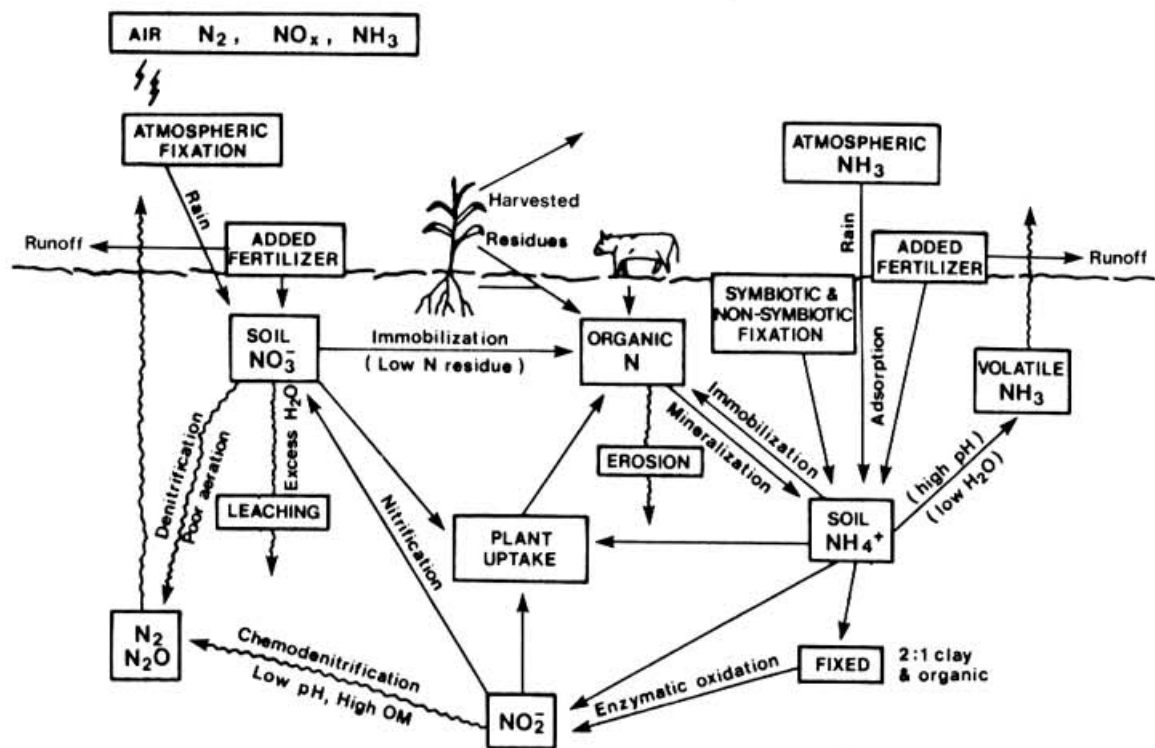 AIR N₂, NOₓ, NH₃
ATMOSPHERIC
FIXATION
ATMOSPHERIC
NH₃
Rain
Harvested
Rain
Runoff
ADDED
FERTILIZER
Residues
ADDED
FERTILIZER
Runoff
SYMBIOTIC &
NON-SYMBIOTIC
FIXATION
SOIL
NO₃⁻
Immobilization
(Low N residue)
ORGANIC
N
Adsorption
VOLATILE
NH₃
Denitrification
Poor aeration
Excess H₂O
LEACHING
Nitrification
EROSION
Immobilization
Mineralization
(high pH)
(low H₂O)
PLANT
UPTAKE
SOIL
NH₄⁺
N₂
N₂O
Chemodenitrification
Low pH, High OM
NO₂⁻
Enzymatic oxidation
FIXED
2:1 clay
& organic